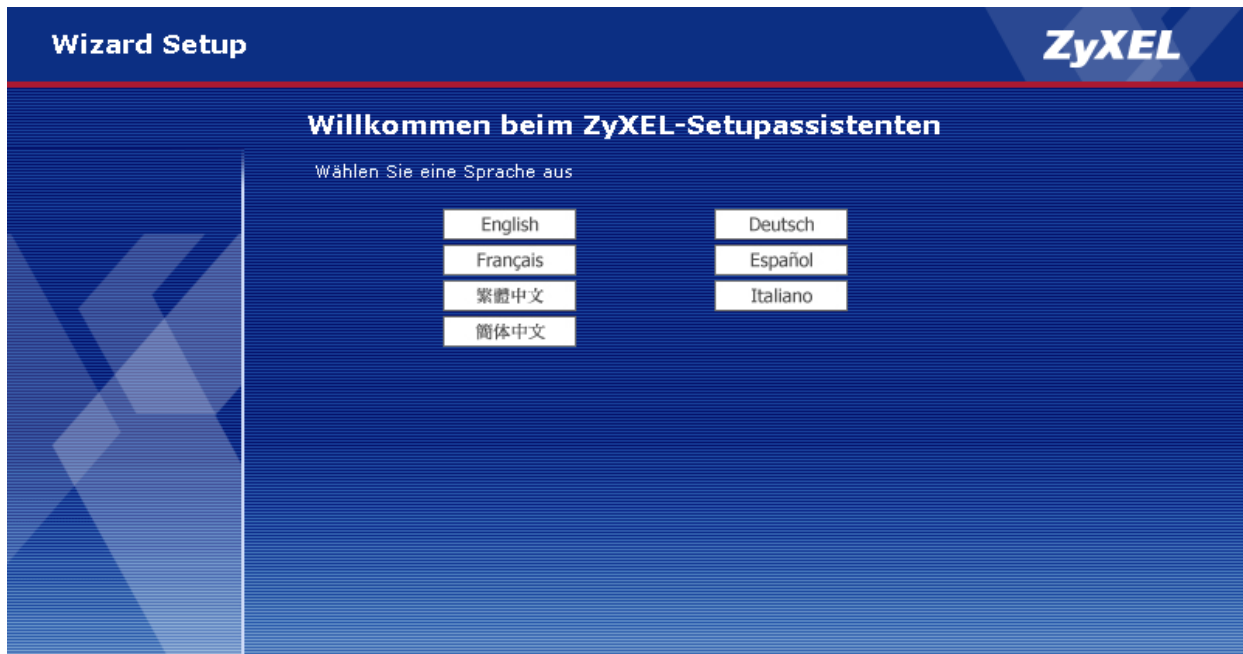 Wizard Setup
ZyXEL
Willkommen beim ZyXEL-Setupassistenten
Wählen Sie eine Sprache aus
English
Deutsch
Français
Español
繁體中文
Italiano
簡体中文